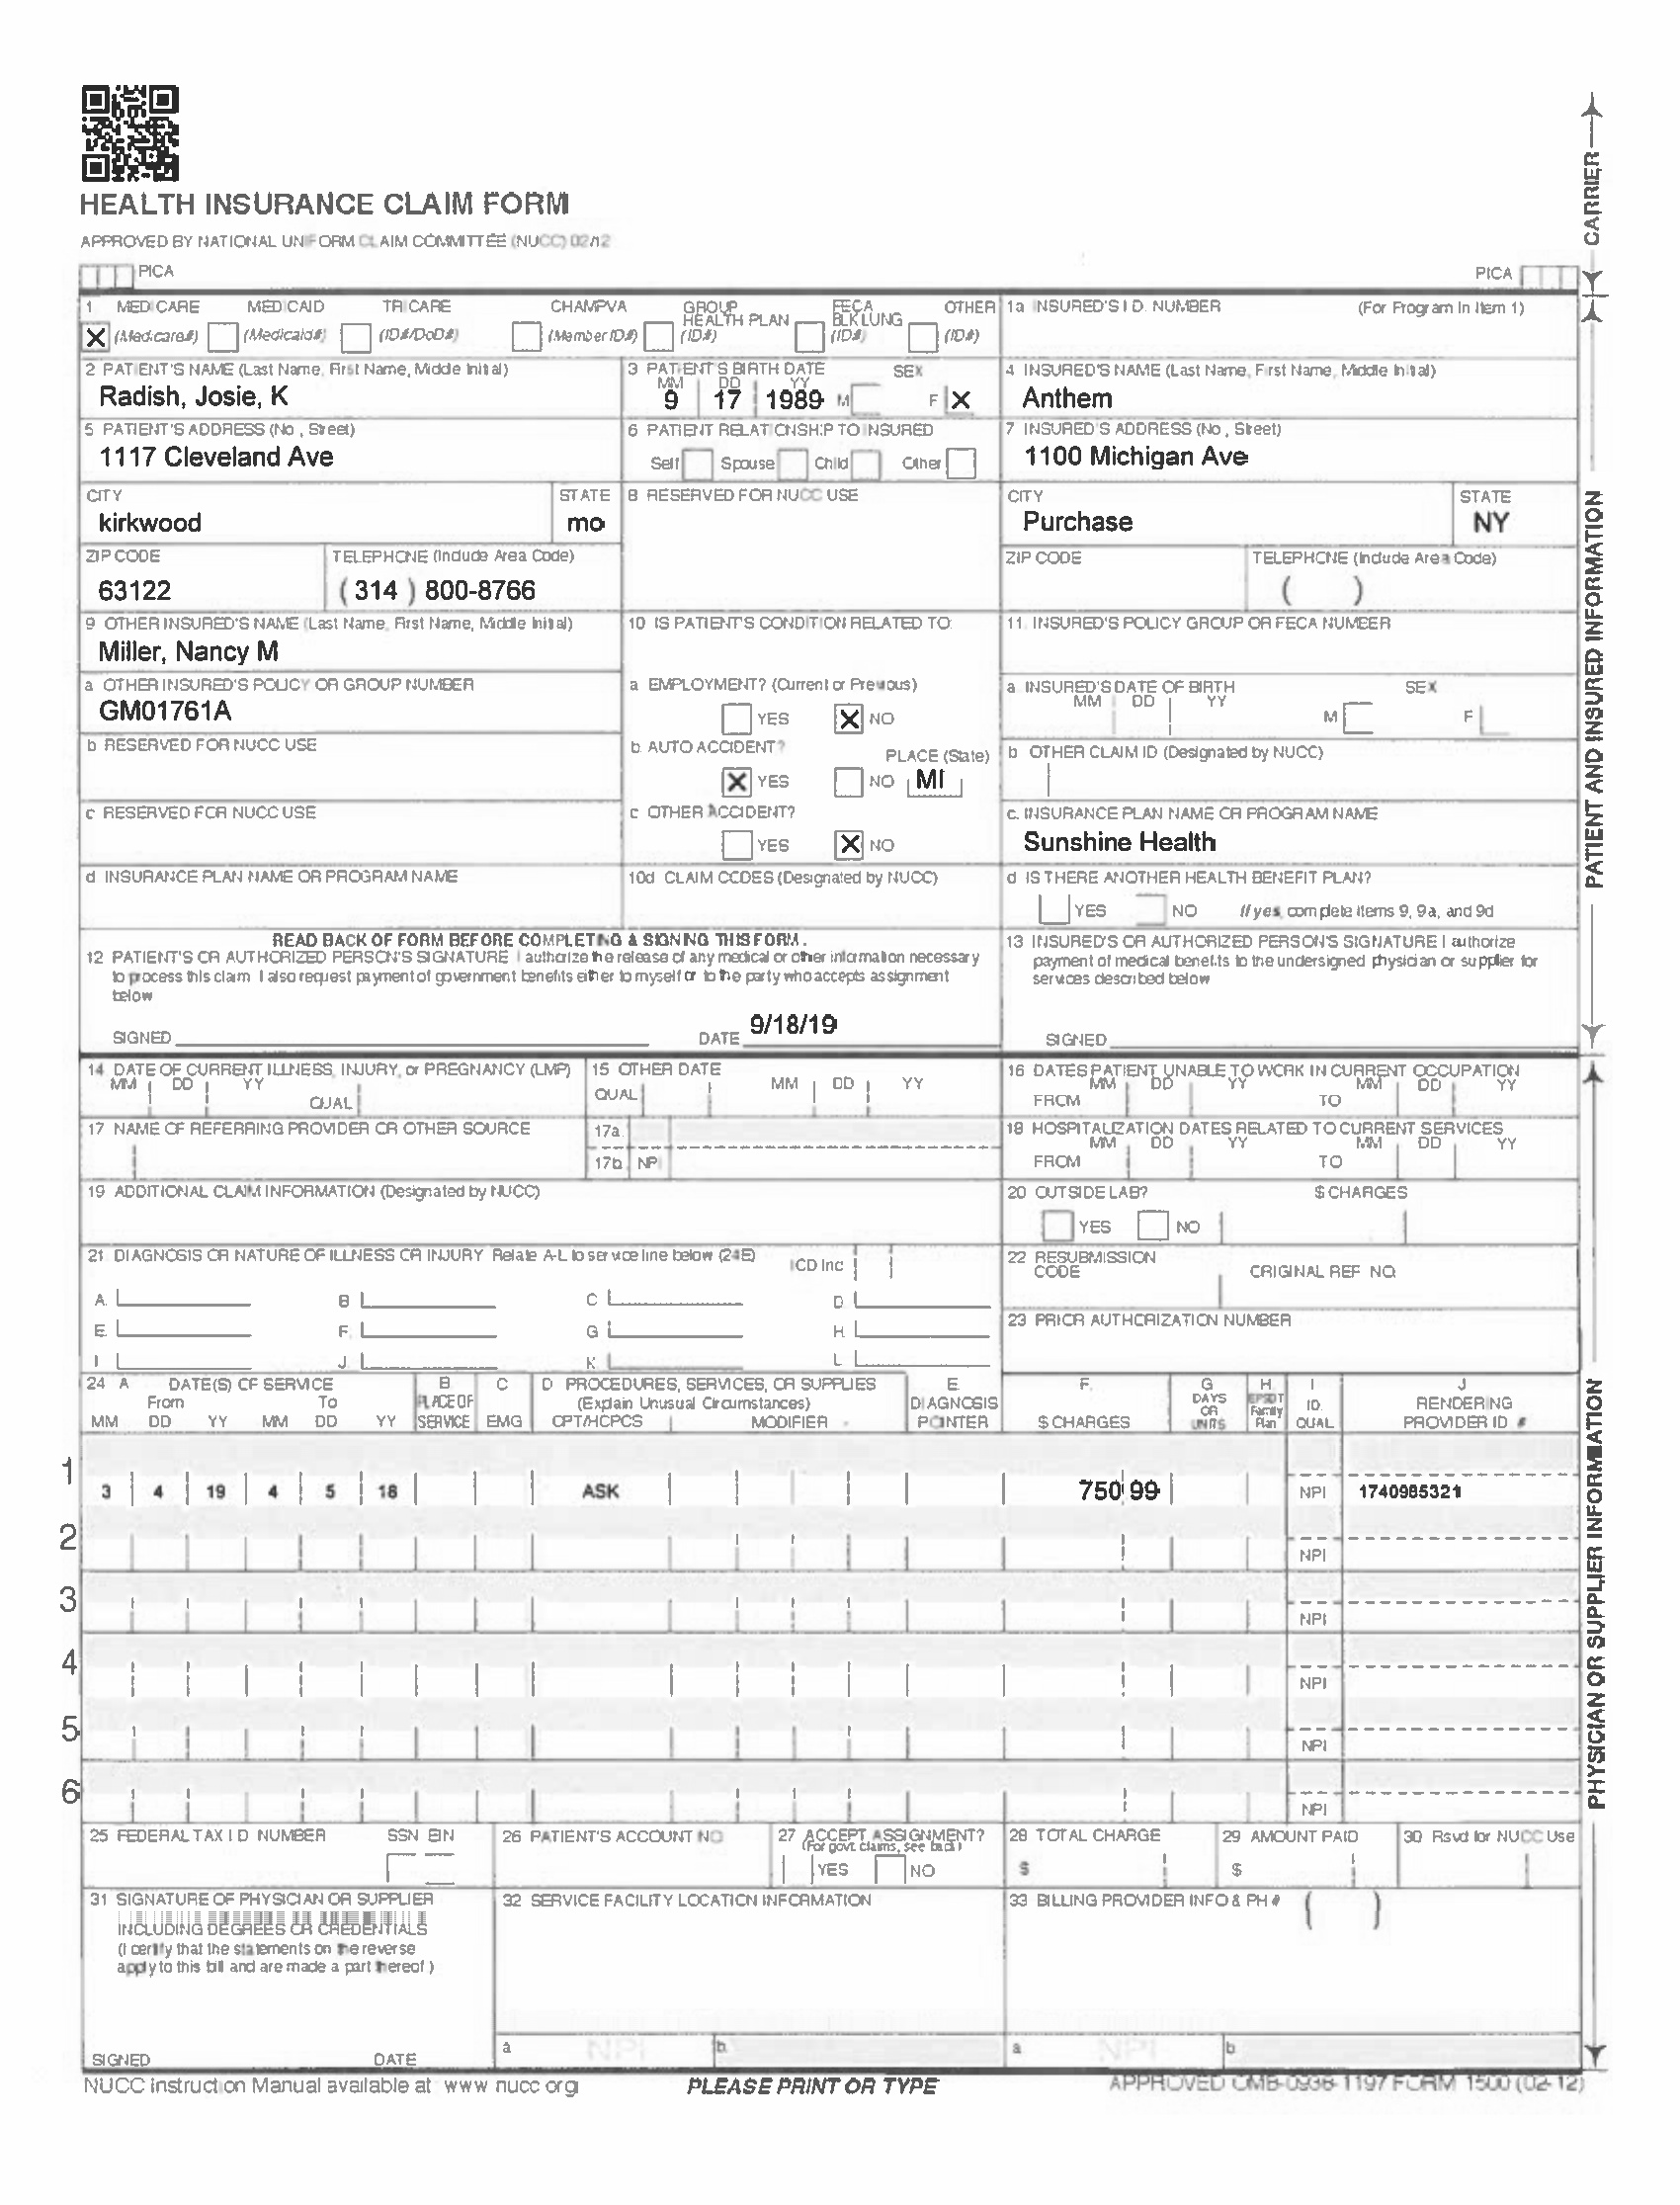 HEALTH INSURANCE CLAIM FORM
APPROVED BY NATIONAL UNIFORM CLAIM COMMITTEE (NUCC) 02/12
PICA
PICA
CARRIER
1 MEDICARE MEDICAID TRICARE CHAMPVA GROUP HEALTH PLAN FECA BLK LUNG OTHER
X (Medicare#) (Medicaid#) (ID#/DoD#) (Member ID#) (ID#) (ID#) (ID#)
1a INSURED'S I D. NUMBER (For Program In Item 1)
2 PATIENT'S NAME (Last Name, First Name, Middle Initial)
Radish, Josie, K
3 PATIENT'S BIRTH DATE SEX
MM DD YY
9 17 1989 M F X
4 INSURED'S NAME (Last Name, First Name, Middle Initial)
Anthem
5 PATIENT'S ADDRESS (No , Street)
1117 Cleveland Ave
6 PATIENT RELATIONSHIP TO INSURED
Self Spouse Child Other
7 INSURED'S ADDRESS (No , Street)
1100 Michigan Ave
CITY STATE
kirkwood mo
8 RESERVED FOR NUCC USE
CITY STATE
Purchase NY
ZIP CODE TELEPHONE (Include Area Code)
63122 ( 314 ) 800-8766
ZIP CODE TELEPHONE (Include Area Code)
( )
9 OTHER INSURED'S NAME (Last Name, First Name, Middle Initial)
Miller, Nancy M
10 IS PATIENT'S CONDITION RELATED TO
11. INSURED'S POLICY GROUP OR FECA NUMBER
a OTHER INSURED'S POLICY OR GROUP NUMBER
GM01761A
a EMPLOYMENT? (Current or Previous)
YES X NO
a. INSURED'S DATE OF BIRTH SEX
MM DD YY M F
b RESERVED FOR NUCC USE
b AUTO ACCIDENT? PLACE (State)
X YES NO MI
b OTHER CLAIM ID (Designated by NUCC)
c RESERVED FOR NUCC USE
c OTHER ACCIDENT?
YES X NO
c. INSURANCE PLAN NAME OR PROGRAM NAME
Sunshine Health
d INSURANCE PLAN NAME OR PROGRAM NAME
10d CLAIM CODES (Designated by NUCC)
d IS THERE ANOTHER HEALTH BENEFIT PLAN?
YES NO If yes, complete items 9, 9a, and 9d
PATIENT AND INSURED INFORMATION
READ BACK OF FORM BEFORE COMPLETING & SIGNING THIS FORM.
12 PATIENT'S OR AUTHORIZED PERSON'S SIGNATURE I authorize the release of any medical or other information necessary
to process this claim I also request payment of government benefits either to myself or to the party who accepts assignment
below
SIGNED DATE 9/18/19
13 INSURED'S OR AUTHORIZED PERSON'S SIGNATURE I authorize
payment of medical benefits to the undersigned physician or supplier for
services described below
SIGNED
14 DATE OF CURRENT ILLNESS, INJURY, or PREGNANCY (LMP)
MM DD YY QUAL
15 OTHER DATE
QUAL MM DD YY
16 DATES PATIENT UNABLE TO WORK IN CURRENT OCCUPATION
MM DD YY MM DD YY
FROM TO
17 NAME OF REFERRING PROVIDER OR OTHER SOURCE
17a.
17b NPI
18 HOSPITALIZATION DATES RELATED TO CURRENT SERVICES
MM DD YY MM DD YY
FROM TO
19 ADDITIONAL CLAIM INFORMATION (Designated by NUCC)
20 OUTSIDE LAB? $ CHARGES
YES NO
21 DIAGNOSIS OR NATURE OF ILLNESS OR INJURY Relate A-L to service line below (24E) ICD Inc
A. B C D
E. F. G H.
I J K L
22 RESUBMISSION
CODE ORIGINAL REF NO.
23 PRIOR AUTHORIZATION NUMBER
24 A DATE(S) OF SERVICE B C D PROCEDURES, SERVICES, OR SUPPLIES E F. G H I J
From To PLACE OF (Explain Unusual Circumstances) DIAGNOSIS DAYS OR UNITS EPSDT Family Plan ID. RENDERING
MM DD YY MM DD YY SERVICE EMG CPT/HCPCS MODIFIER POINTER $ CHARGES QUAL PROVIDER ID #
1 3 4 19 4 5 18 ASK 750 99 NPI 1740985321
2 NPI
3 NPI
4 NPI
5 NPI
6 NPI
PHYSICIAN OR SUPPLIER INFORMATION
25 FEDERAL TAX I D NUMBER SSN EIN
26 PATIENT'S ACCOUNT NO
27 ACCEPT ASSIGNMENT?
(For govt. claims, see back)
YES NO
28 TOTAL CHARGE
$
29 AMOUNT PAID
$
30 Rsvd for NUCC Use
31 SIGNATURE OF PHYSICIAN OR SUPPLIER
INCLUDING DEGREES OR CREDENTIALS
(I certify that the statements on the reverse
apply to this bill and are made a part thereof )
SIGNED DATE
32 SERVICE FACILITY LOCATION INFORMATION
a NPI b
33 BILLING PROVIDER INFO & PH # ( )
a NPI b
NUCC Instruction Manual available at www nucc org
PLEASE PRINT OR TYPE
APPROVED OMB-0938-1197 FORM 1500 (02-12)